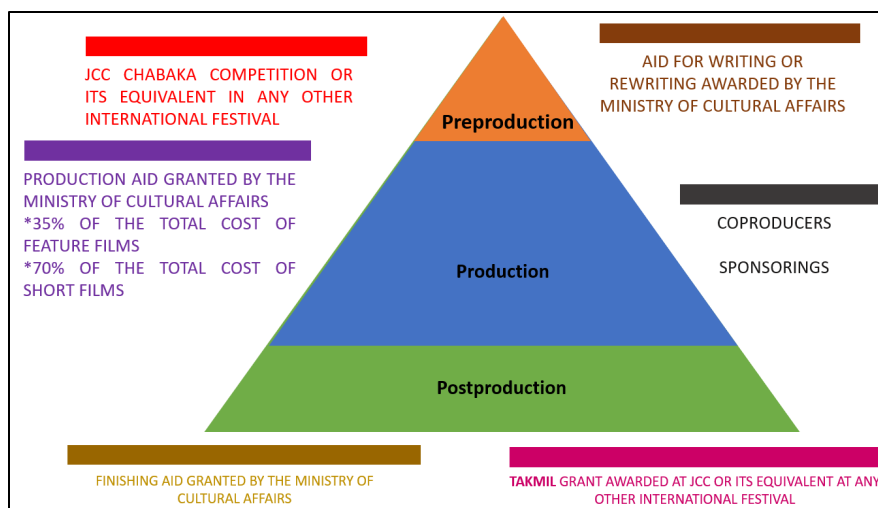 JCC CHABAKA COMPETITION OR
ITS EQUIVALENT IN ANY OTHER
INTERNATIONAL FESTIVAL
AID FOR WRITING OR
REWRITING AWARDED BY THE
MINISTRY OF CULTURAL AFFAIRS
Preproduction
PRODUCTION AID GRANTED BY THE
MINISTRY OF CULTURAL AFFAIRS
*35% OF THE TOTAL COST OF
FEATURE FILMS
*70% OF THE TOTAL COST OF
SHORT FILMS
COPRODUCERS
SPONSORINGS
Production
Postproduction
FINISHING AID GRANTED BY THE MINISTRY OF
CULTURAL AFFAIRS
TAKMIL GRANT AWARDED AT JCC OR ITS EQUIVALENT AT ANY
OTHER INTERNATIONAL FESTIVAL